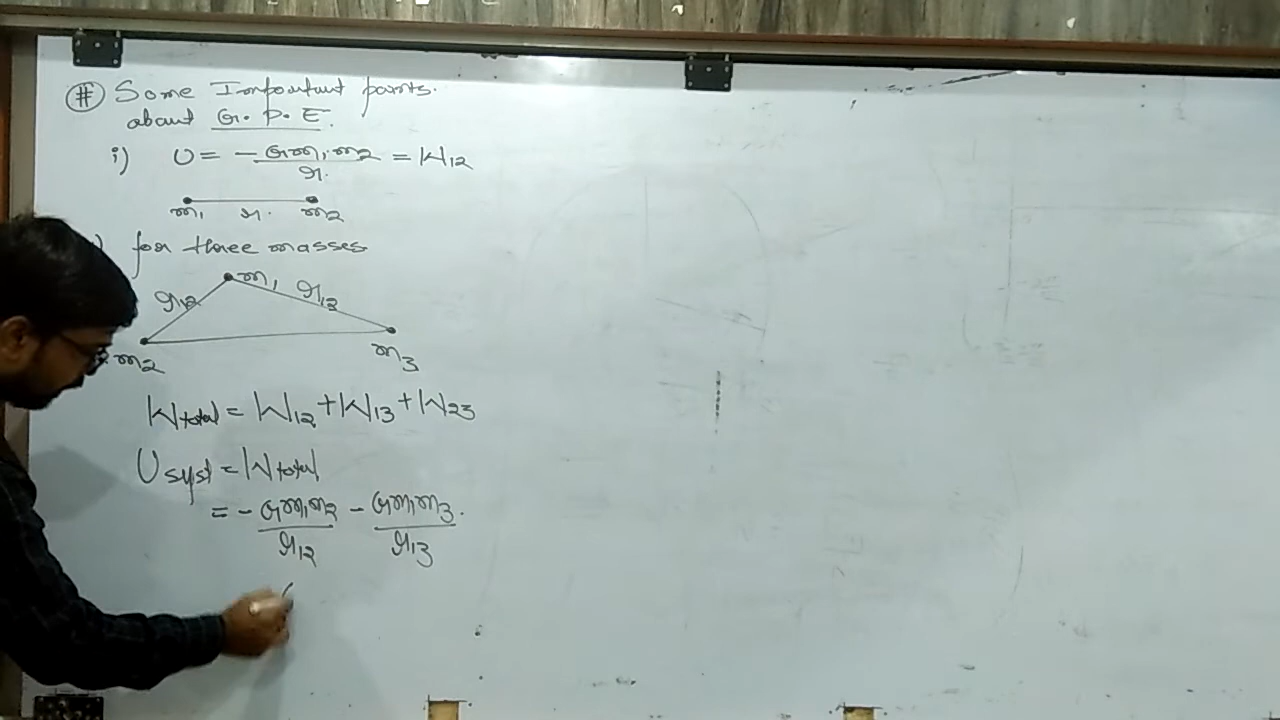 # Some Important points.
about G.P.E.
i) U = - Gm1m2/r. = W12
m1 r. m2
) for three masses
m1
r12 r13
m2 m3
Wtotal = W12 + W13 + W23
Usyst = Wtotal
= - Gm1m2/r12 - Gm1m3/r13.